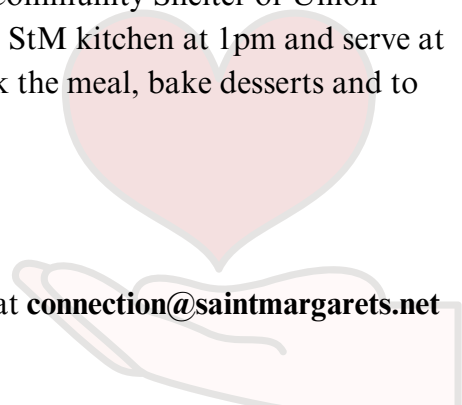 Community Shelter of Union
StM kitchen at 1pm and serve at
k the meal, bake desserts and to
at connection@saintmargarets.net